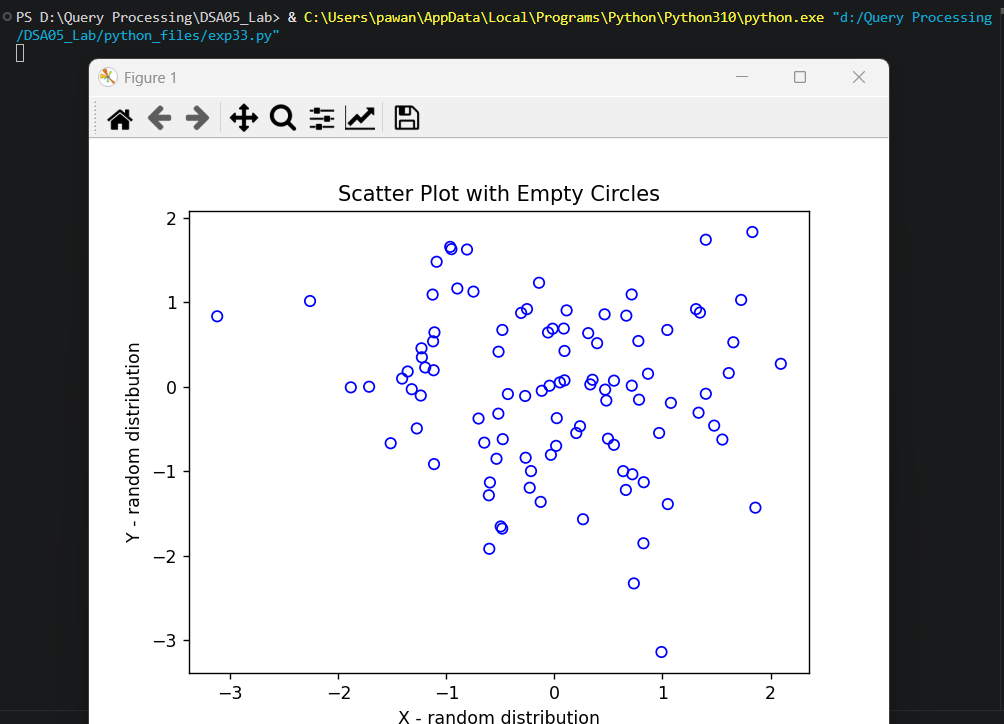 PS D:\Query Processing\DSA05_Lab> & C:\Users\pawan\AppData\Local\Programs\Python\Python310\python.exe "d:/Query Processing
/DSA05_Lab/python_files/exp33.py"
Figure 1
Scatter Plot with Empty Circles
2
1
0
−1
−2
−3
Y - random distribution
−3 −2 −1 0 1 2
X - random distribution